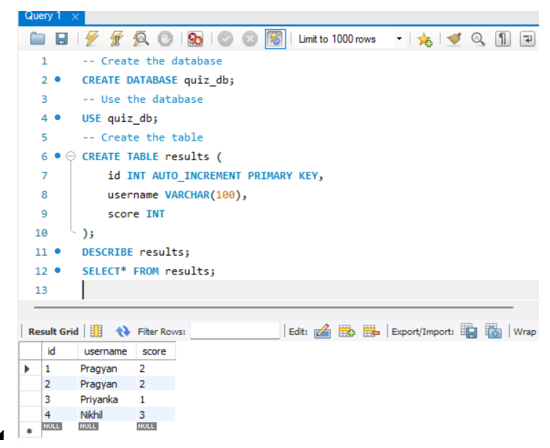 Query 1
Limit to 1000 rows
1 -- Create the database
2 CREATE DATABASE quiz_db;
3 -- Use the database
4 USE quiz_db;
5 -- Create the table
6 CREATE TABLE results (
7 id INT AUTO_INCREMENT PRIMARY KEY,
8 username VARCHAR(100),
9 score INT
10 );
11 DESCRIBE results;
12 SELECT* FROM results;
13
Result Grid Filter Rows: Edit: Export/Import: Wrap
id username score
1 Pragyan 2
2 Pragyan 2
3 Priyanka 1
4 Nikhil 3
NULL NULL NULL